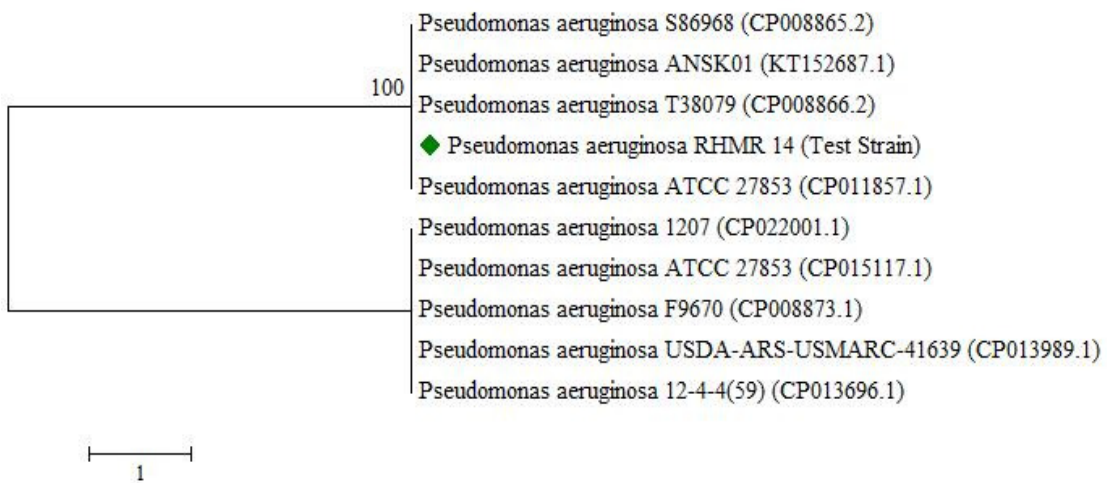 Pseudomonas aeruginosa S86968 (CP008865.2)
Pseudomonas aeruginosa ANSK01 (KT152687.1)
100
Pseudomonas aeruginosa T38079 (CP008866.2)
Pseudomonas aeruginosa RHMR 14 (Test Strain)
Pseudomonas aeruginosa ATCC 27853 (CP011857.1)
Pseudomonas aeruginosa 1207 (CP022001.1)
Pseudomonas aeruginosa ATCC 27853 (CP015117.1)
Pseudomonas aeruginosa F9670 (CP008873.1)
Pseudomonas aeruginosa USDA-ARS-USMARC-41639 (CP013989.1)
Pseudomonas aeruginosa 12-4-4(59) (CP013696.1)
1